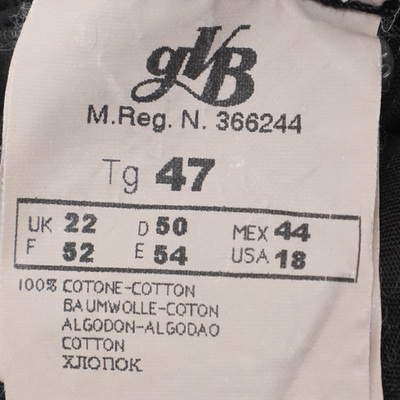 gVB
M.Reg. N. 366244
Tg 47
UK 22 D 50 MEX 44
F 52 E 54 USA 18
100% COTONE-COTTON
BAUMWOLLE-COTON
ALGODON-ALGODAO
COTTON
ХЛОПОК